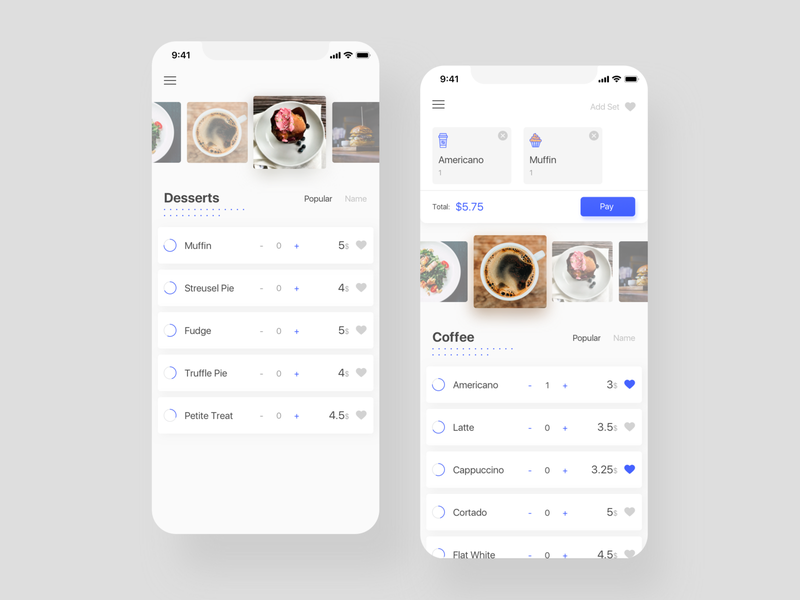 9:41
Desserts
Popular Name
Muffin - 0 + 5$
Streusel Pie - 0 + 4$
Fudge - 0 + 5$
Truffle Pie - 0 + 4$
Petite Treat - 0 + 4.5$
9:41
Add Set
Americano
1
Muffin
1
Total: $5.75
Pay
Coffee
Popular Name
Americano - 1 + 3$
Latte - 0 + 3.5$
Cappuccino - 0 + 3.25$
Cortado - 0 + 5$
Flat White - 0 + 4.5$